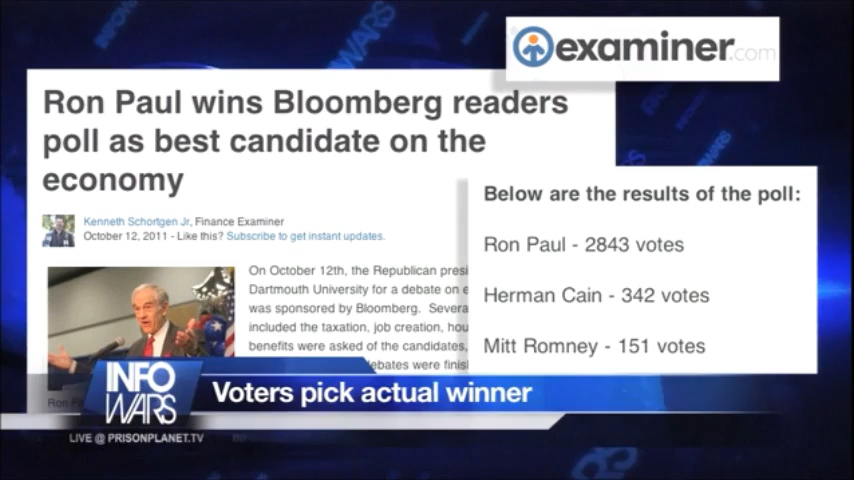 examiner.com
Ron Paul wins Bloomberg readers
poll as best candidate on the
economy
Kenneth Schortgen Jr, Finance Examiner
October 12, 2011 - Like this? Subscribe to get instant updates.
On October 12th, the Republican presi
Dartmouth University for a debate on e
was sponsored by Bloomberg. Severa
included the taxation, job creation, hou
benefits were asked of the candidates,
ebates were finis
Ron
Below are the results of the poll:
Ron Paul - 2843 votes
Herman Cain - 342 votes
Mitt Romney - 151 votes
INFO
WARS
Voters pick actual winner
LIVE @ PRISONPLANET.TV